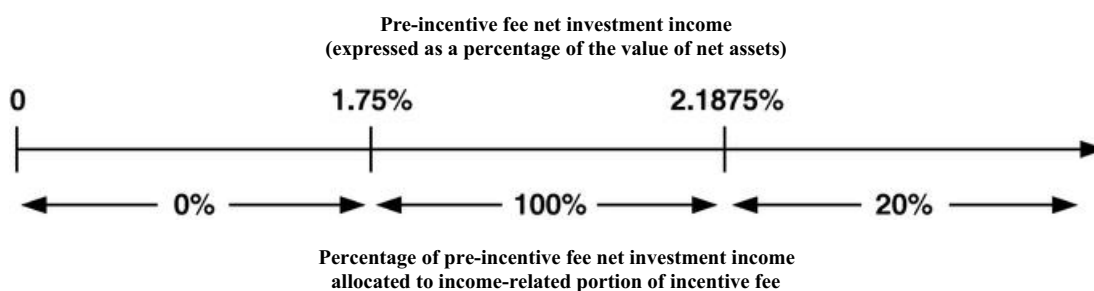 Pre-incentive fee net investment income
(expressed as a percentage of the value of net assets)
0 1.75% 2.1875%
0% 100% 20%
Percentage of pre-incentive fee net investment income
allocated to income-related portion of incentive fee